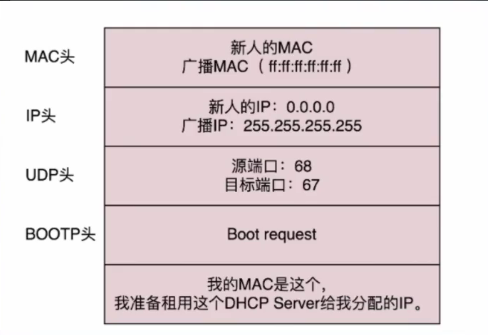 MAC头
新人的MAC
广播MAC（ ff:ff:ff:ff:ff:ff ）
IP头
新人的IP：0.0.0.0
广播IP：255.255.255.255
UDP头
源端口：68
目标端口：67
BOOTP头
Boot request
我的MAC是这个，
我准备租用这个DHCP Server给我分配的IP。